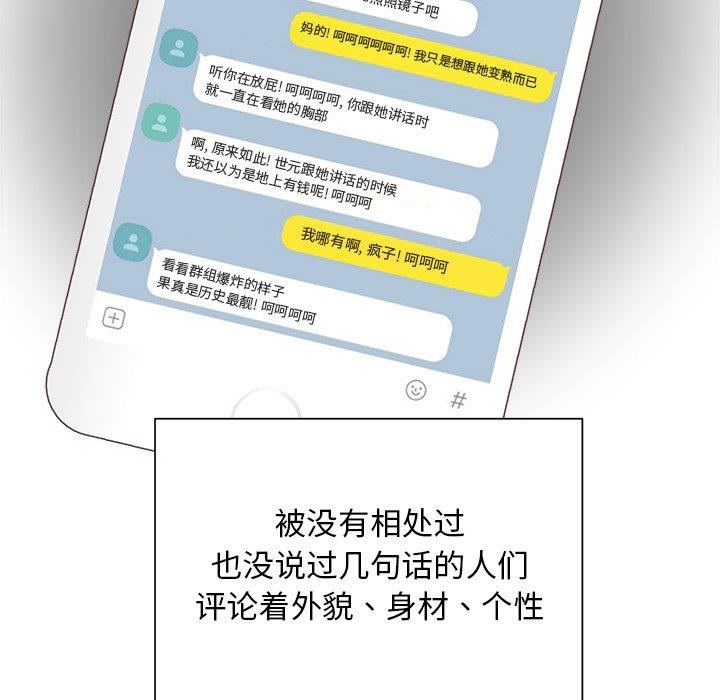 照照镜子吧
妈的! 呵呵呵呵呵! 我只是想跟她变熟而已
听你在放屁! 呵呵呵呵, 你跟她讲话时
就一直在看她的胸部
啊, 原来如此! 世元跟她讲话的时候
我还以为是地上有钱呢! 呵呵呵
我哪有啊, 疯子! 呵呵呵
看看群组爆炸的样子
果真是历史最靓! 呵呵呵呵
#
被没有相处过
也没说过几句话的人们
评论着外貌、身材、个性